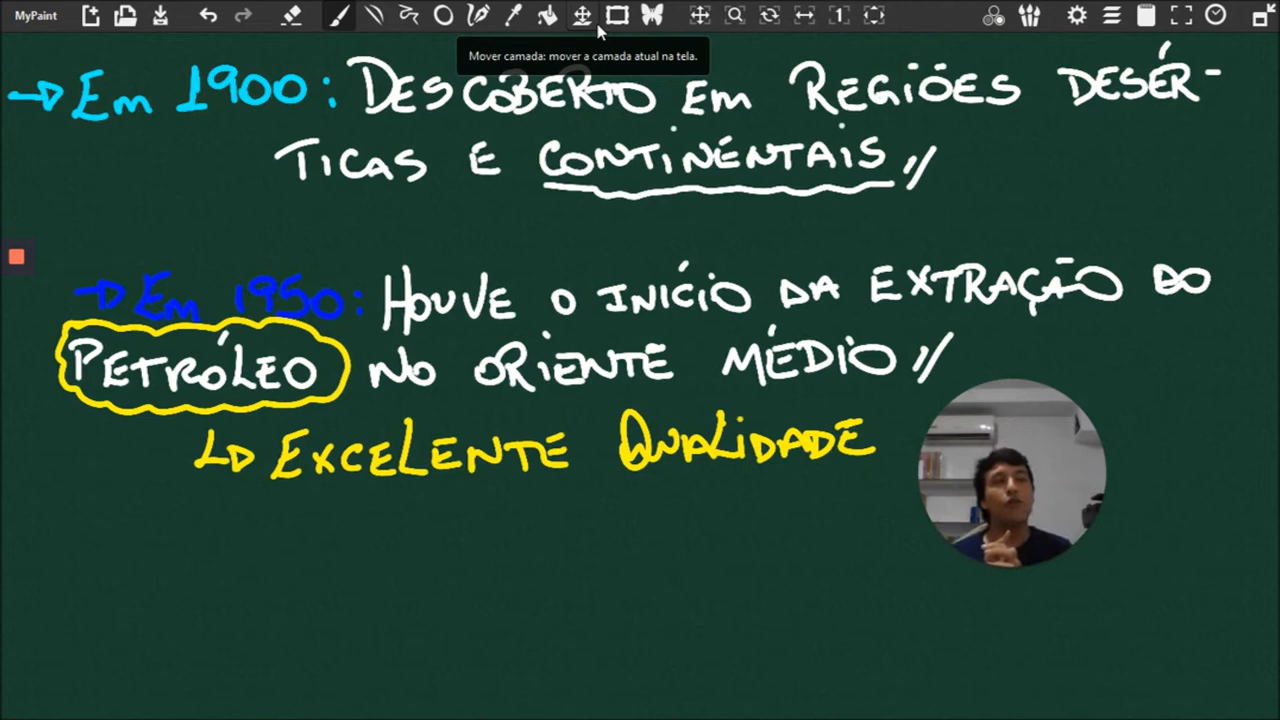 MyPaint
1
Mover camada: mover a camada atual na tela.
→ Em 1900: DESCOBERTO EM REGIÕES DESÉR-
TICAS E CONTINENTAIS //
→ Em 1950: HOUVE O INÍCIO DA EXTRAÇÃO DO
PETRÓLEO NO ORIENTE MÉDIO //
↳ EXCELENTE QUALIDADE